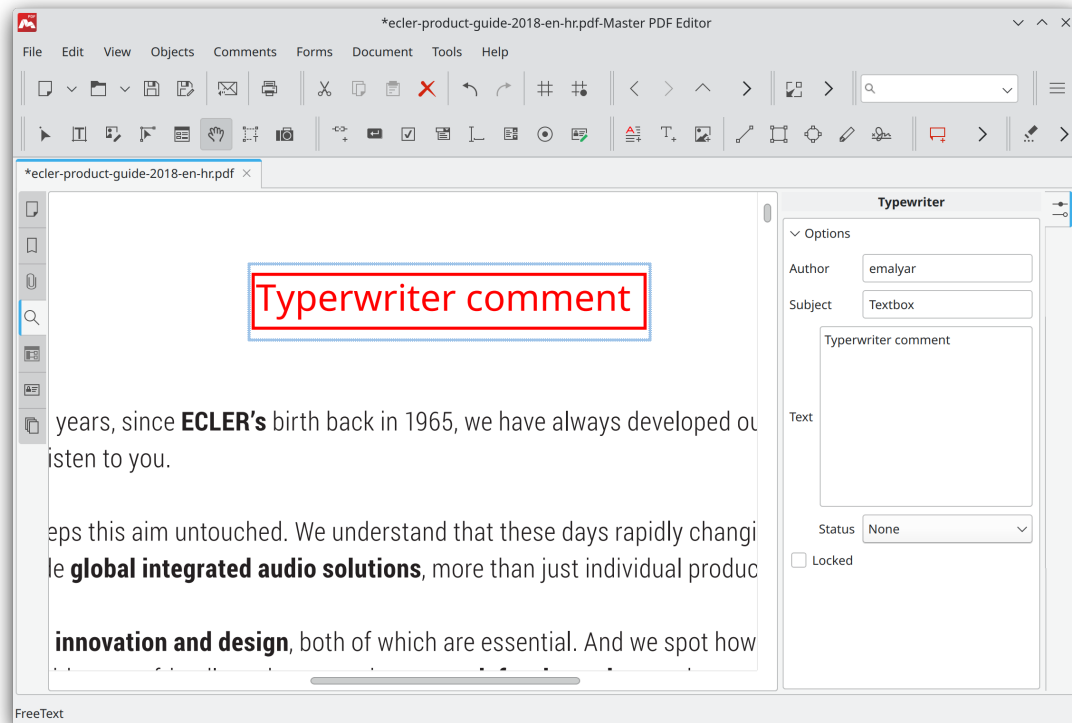 *ecler-product-guide-2018-en-hr.pdf-Master PDF Editor
File Edit View Objects Comments Forms Document Tools Help
*ecler-product-guide-2018-en-hr.pdf
Typewriter
Options
Author emalyar
Subject Textbox
Text Typerwriter comment
Status None
Locked
Typerwriter comment
years, since ECLER’s birth back in 1965, we have always developed ou
isten to you.
eps this aim untouched. We understand that these days rapidly changi
le global integrated audio solutions, more than just individual produc
innovation and design, both of which are essential. And we spot how
FreeText